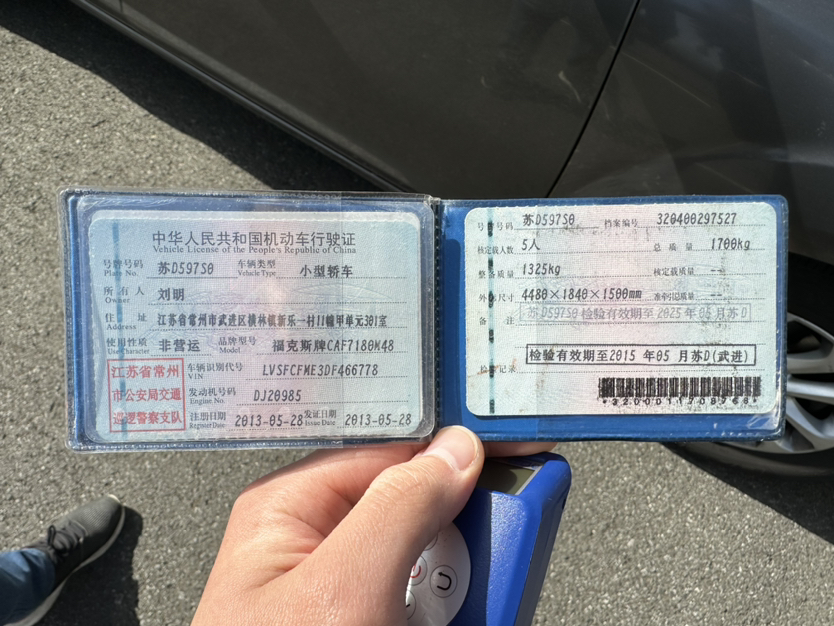 中华人民共和国机动车行驶证
Vehicle License of the People's Republic of China
号牌号码 苏D597S0 车辆类型 小型轿车
Plate No. Vehicle Type
所有人 刘明
Owner
住址 江苏省常州市武进区横林镇新乐一村11幢甲单元301室
Address
使用性质 非营运 品牌型号 福克斯牌CAF7180M48
Use Character Model
江苏省常州
市公安局交通
巡逻警察支队
车辆识别代号 LVSFCFME3DF466778
VIN
发动机号码 DJ20985
Engine No.
注册日期 2013-05-28 发证日期 2013-05-28
Register Date Issue Date
号牌号码 苏D597S0 档案编号 320400297527
核定载人数 5人 总质量 1700kg
整备质量 1325kg 核定载质量 --
外廓尺寸 4480×1840×1500mm 准牵引总质量 --
备注 苏D597S0 检验有效期至 2025年05月苏D
检验有效期至2015 年05 月苏D(武进)
检验记录